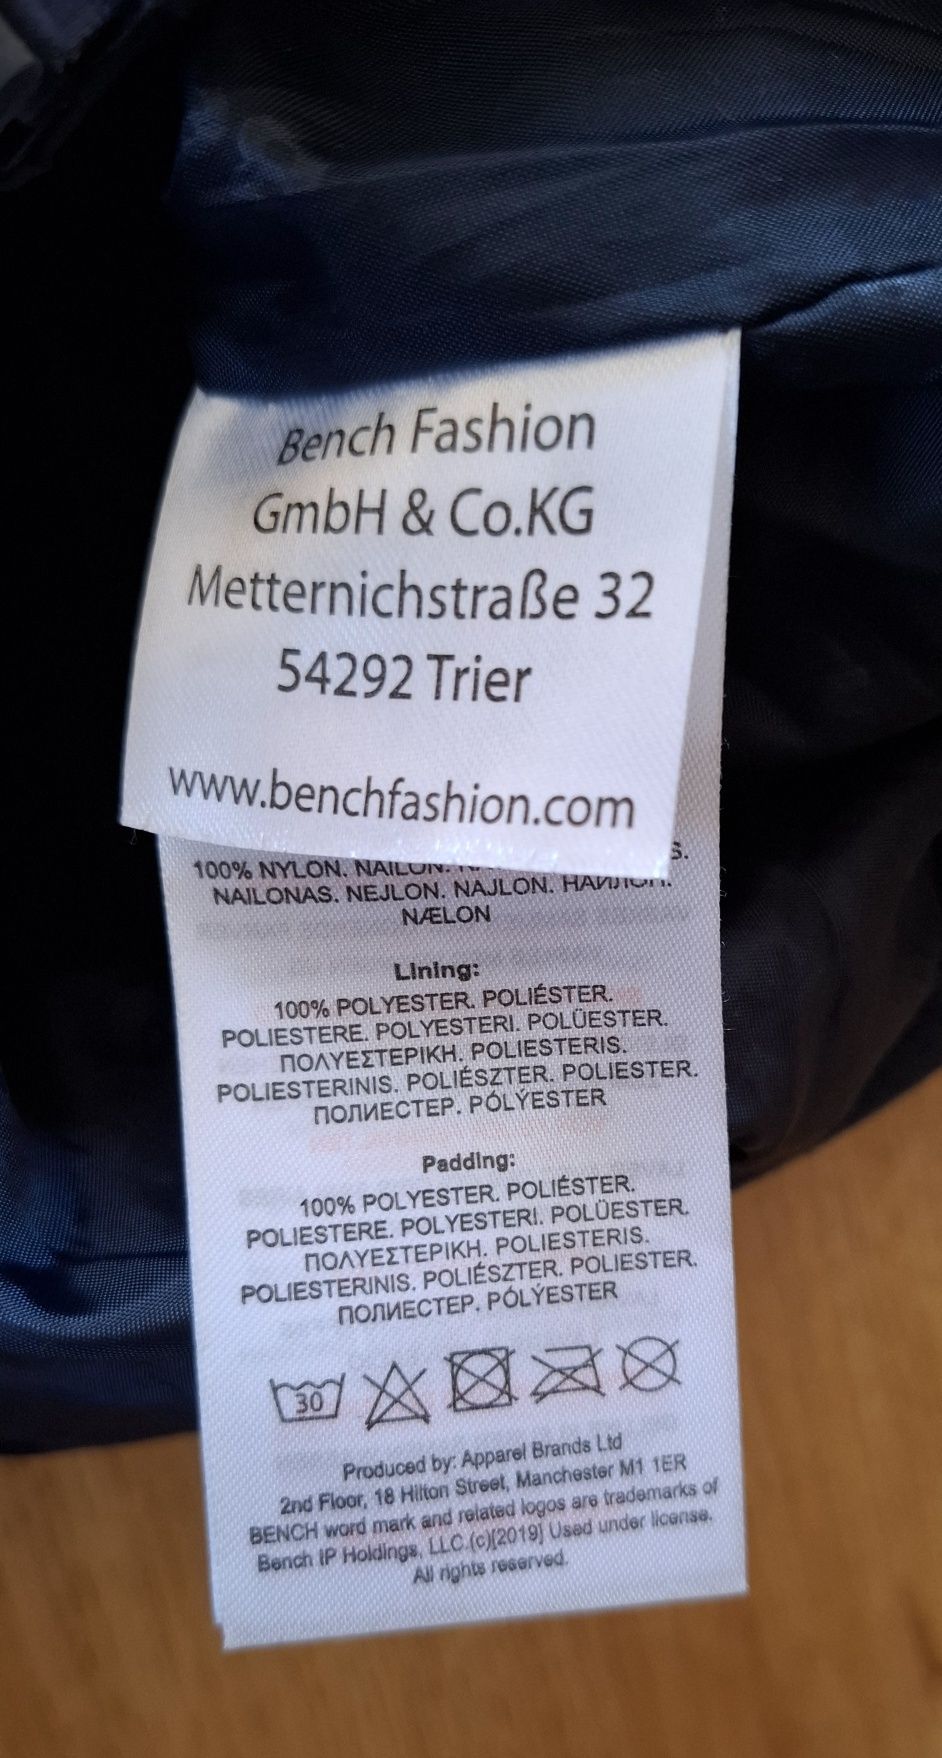 Bench Fashion
GmbH & Co.KG
Metternichstraße 32
54292 Trier
www.benchfashion.com
100% NYLON. NAILON.
NAILONAS. NEJLON. NAJLON. НАЙЛОН.
NÆLON
Lining:
100% POLYESTER. POLIÉSTER.
POLIESTERE. POLYESTERI. POLÜESTER.
ΠΟΛΥΕΣΤΕΡΙΚΗ. POLIESTERIS.
POLIESTERINIS. POLIÉSZTER. POLIESTER.
ПОЛИЕСТЕР. PÓLÝESTER
Padding:
100% POLYESTER. POLIÉSTER.
POLIESTERE. POLYESTERI. POLÜESTER.
ΠΟΛΥΕΣΤΕΡΙΚΗ. POLIESTERIS.
POLIESTERINIS. POLIÉSZTER. POLIESTER.
ПОЛИЕСТЕР. PÓLÝESTER
30
Produced by: Apparel Brands Ltd
2nd Floor, 18 Hilton Street, Manchester M1 1ER
BENCH word mark and related logos are trademarks of
Bench IP Holdings, LLC.(c)[2019] Used under license.
All rights reserved.